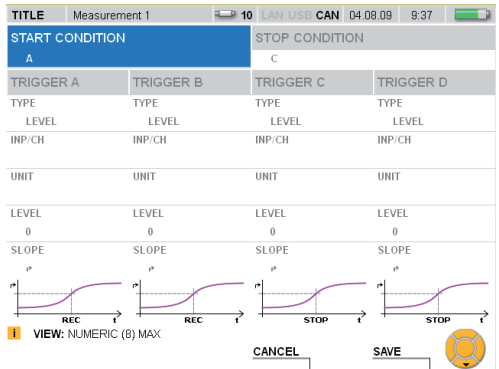 TITLE Measurement 1 10 LAN USB CAN 04.08.09 9:37
START CONDITION STOP CONDITION
A C
TRIGGER A TRIGGER B TRIGGER C TRIGGER D
TYPE TYPE TYPE TYPE
LEVEL LEVEL LEVEL LEVEL
INP/CH INP/CH INP/CH INP/CH
UNIT UNIT UNIT UNIT
LEVEL LEVEL LEVEL LEVEL
0 0 0 0
SLOPE SLOPE SLOPE SLOPE
REC t REC t STOP t STOP t
i VIEW: NUMERIC (8) MAX
CANCEL SAVE